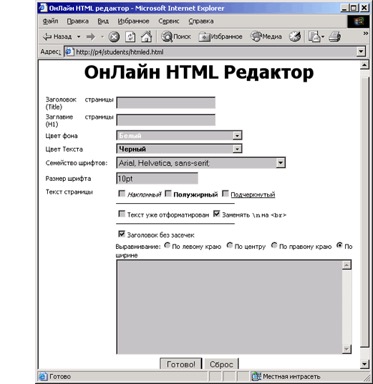 ОнЛайн HTML редактор - Microsoft Internet Explorer
Файл Правка Вид Избранное Сервис Справка
Назад Поиск Избранное Медиа
Адрес: http://p4/students/htmled.html
ОнЛайн HTML Редактор
Заголовок страницы
(Title)
Заглавие страницы
(H1)
Цвет фона Белый
Цвет Текста Черный
Семейство шрифтов: Arial, Helvetica, sans-serif;
Размер шрифта 10pt
Текст страницы Наклонный Полужирный Подчеркнутый
Текст уже отформатирован Заменять \n на <br>
Заголовок без засечек
Выравнивание: По левому краю По центру По правому краю По
ширине
Готово! Сброс
Готово Местная интрасеть